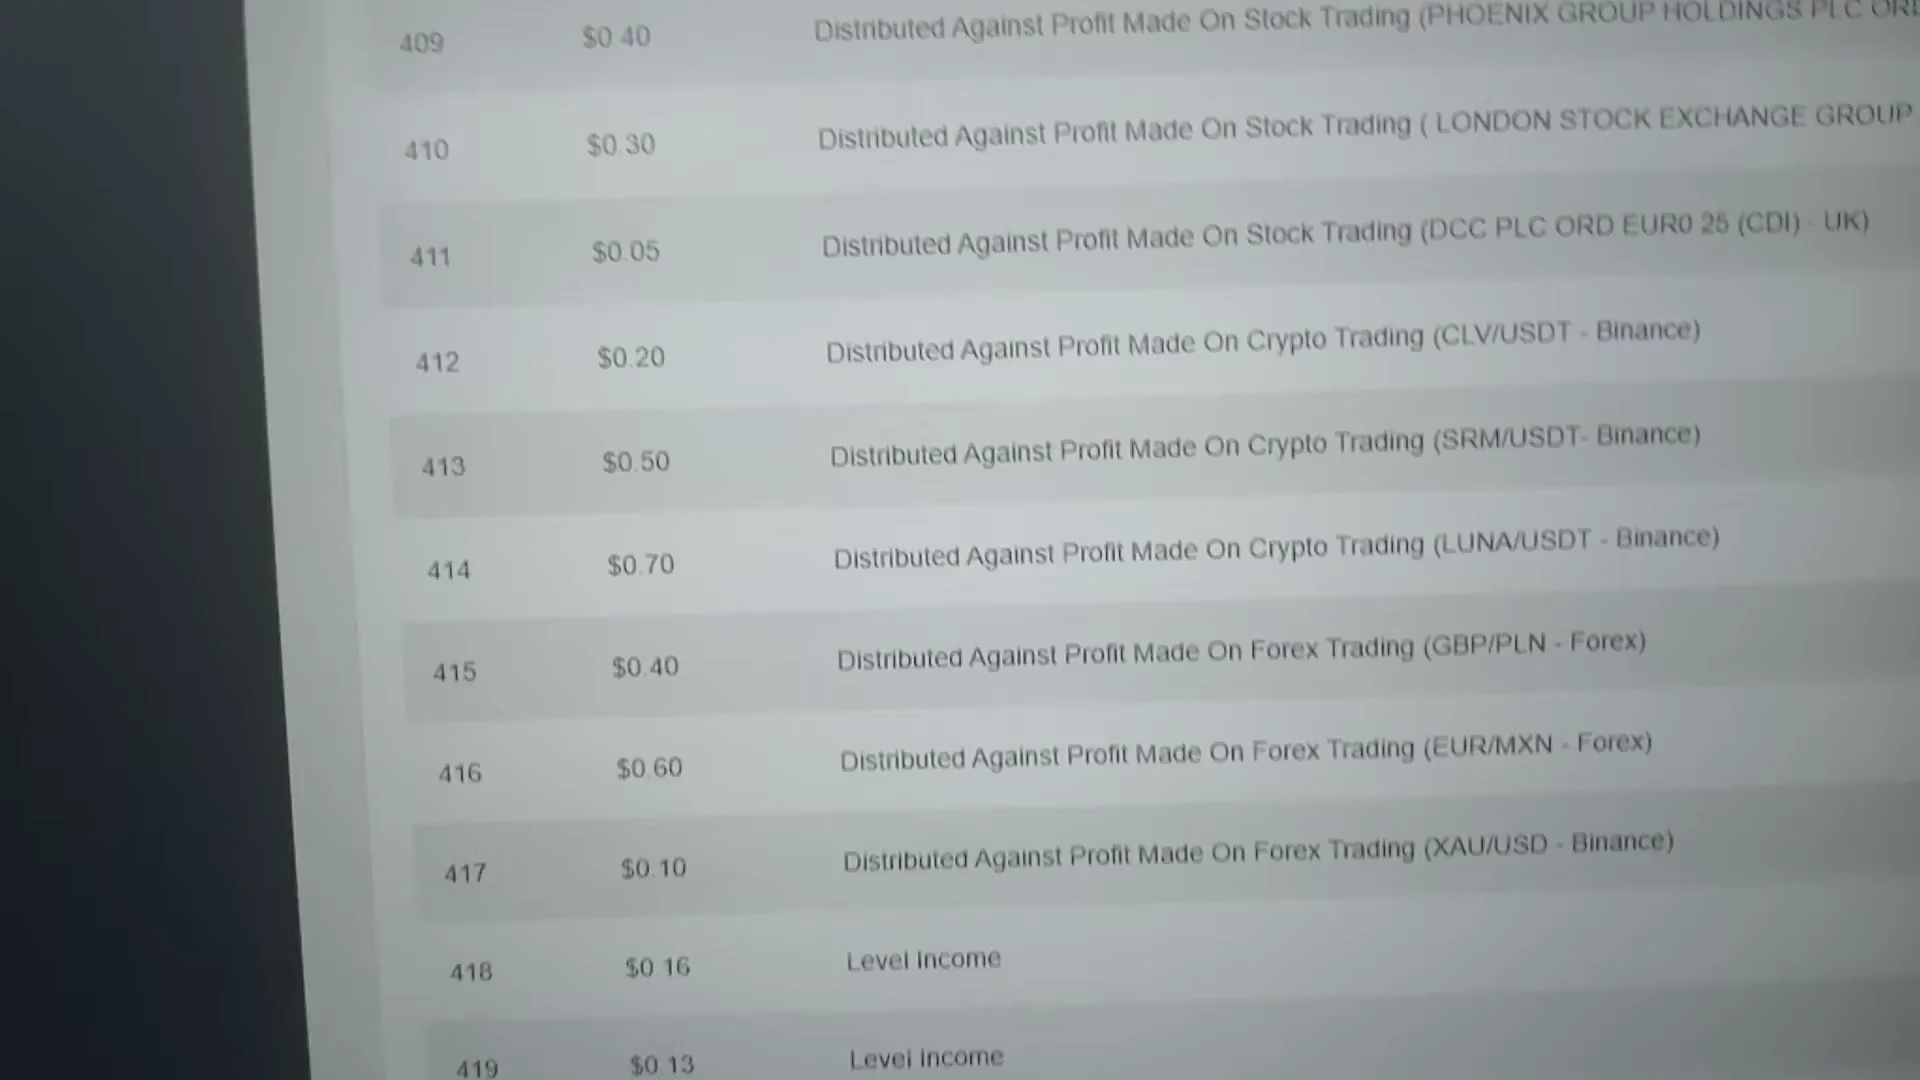 409 $0.40 Distributed Against Profit Made On Stock Trading (PHOENIX GROUP HOLDINGS PLC
410 $0.30 Distributed Against Profit Made On Stock Trading ( LONDON STOCK EXCHANGE GROUP
411 $0.05 Distributed Against Profit Made On Stock Trading (DCC PLC ORD EUR0.25 (CDI) - UK)
412 $0.20 Distributed Against Profit Made On Crypto Trading (CLV/USDT - Binance)
413 $0.50 Distributed Against Profit Made On Crypto Trading (SRM/USDT- Binance)
414 $0.70 Distributed Against Profit Made On Crypto Trading (LUNA/USDT - Binance)
415 $0.40 Distributed Against Profit Made On Forex Trading (GBP/PLN - Forex)
416 $0.60 Distributed Against Profit Made On Forex Trading (EUR/MXN - Forex)
417 $0.10 Distributed Against Profit Made On Forex Trading (XAU/USD - Binance)
418 $0.16 Level Income
419 $0.13 Level Income